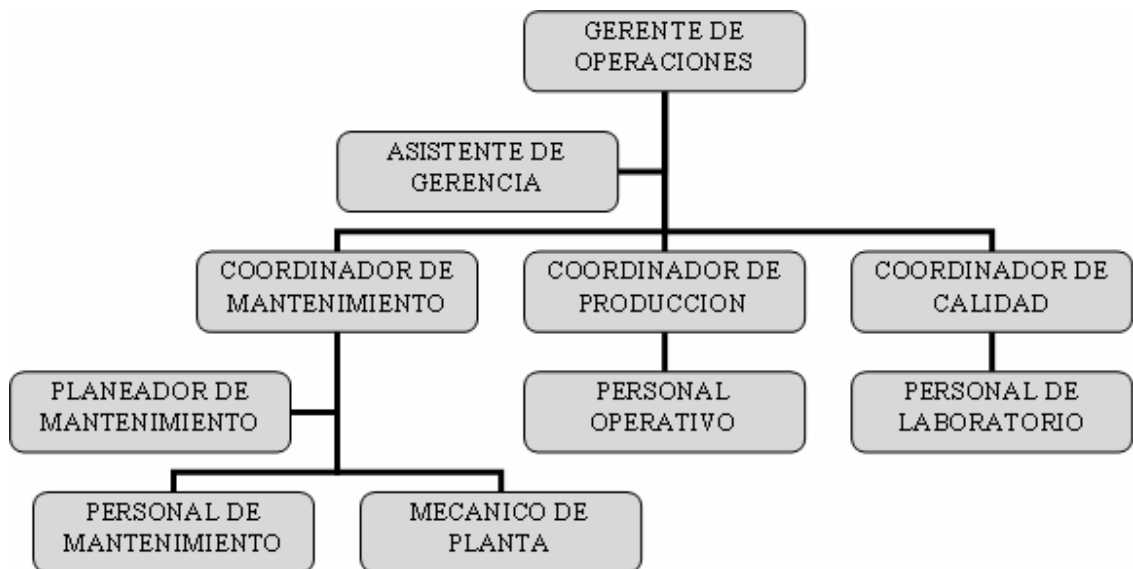 GERENTE DE
OPERACIONES
ASISTENTE DE
GERENCIA
COORDINADOR DE
MANTENIMIENTO
COORDINADOR DE
PRODUCCION
COORDINADOR DE
CALIDAD
PLANEADOR DE
MANTENIMIENTO
PERSONAL
OPERATIVO
PERSONAL DE
LABORATORIO
PERSONAL DE
MANTENIMIENTO
MECANICO DE
PLANTA